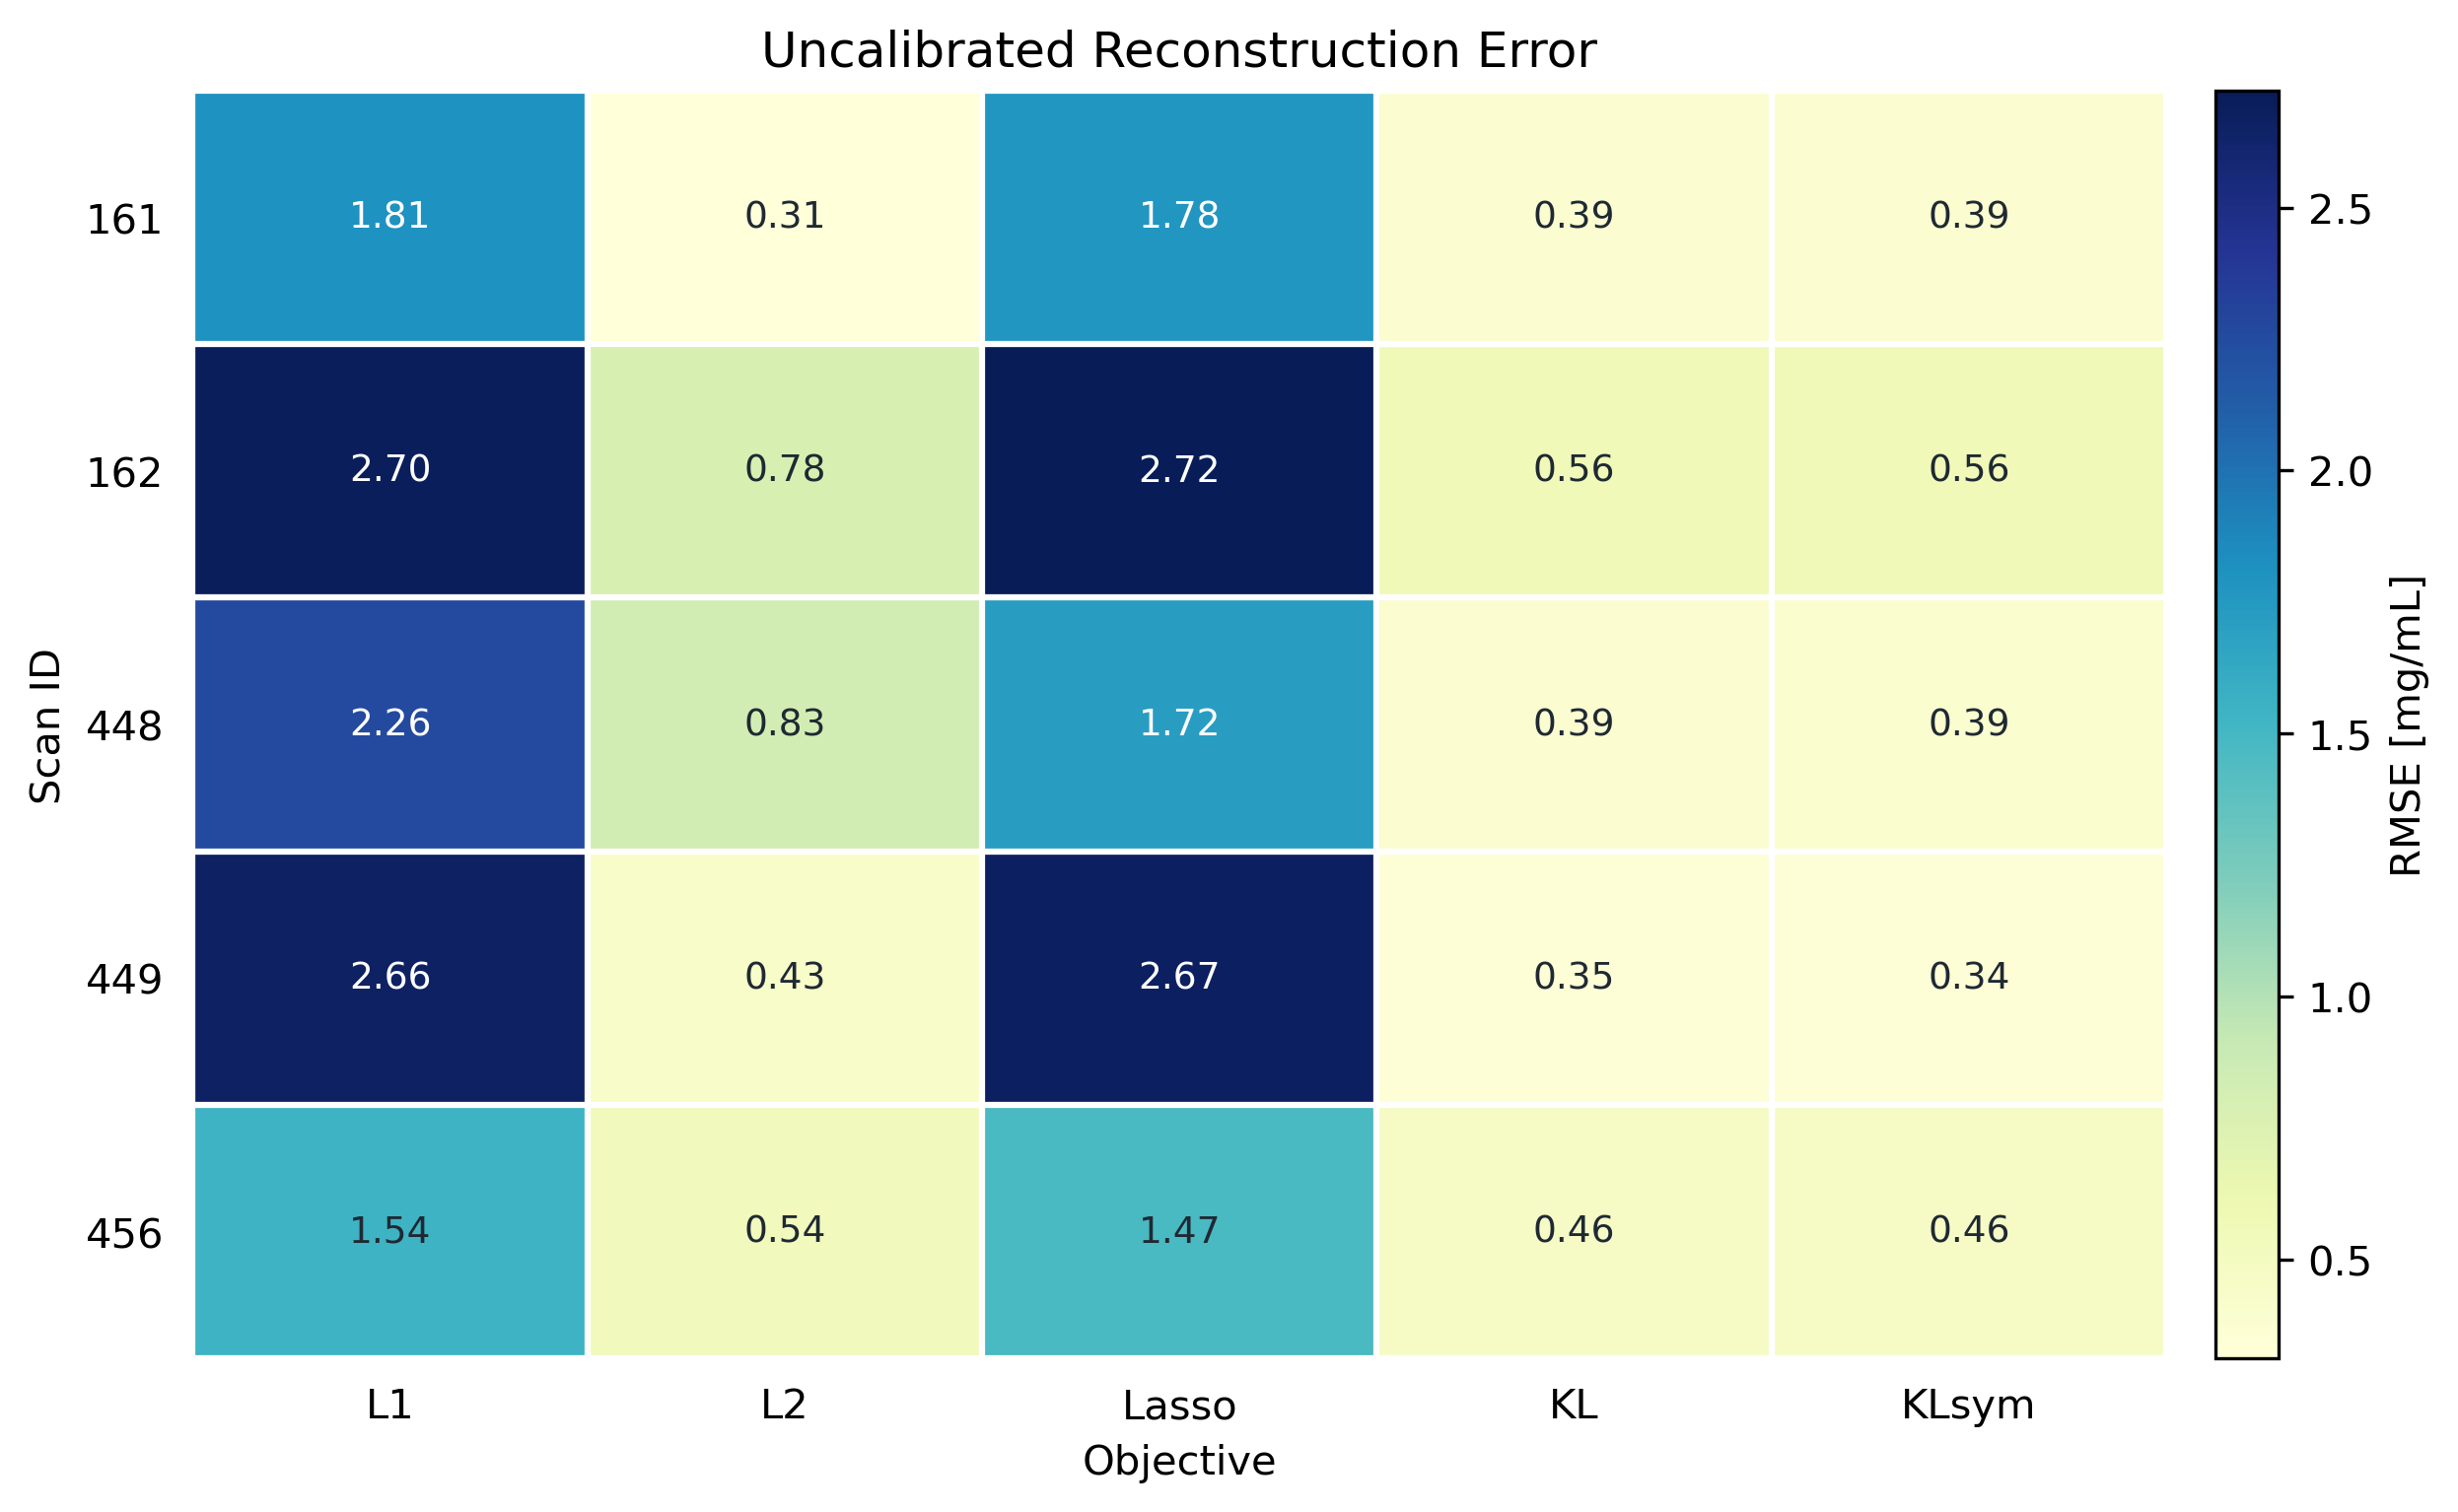 Uncalibrated Reconstruction Error
161 1.81 0.31 1.78 0.39 0.39
162 2.70 0.78 2.72 0.56 0.56
448 2.26 0.83 1.72 0.39 0.39
449 2.66 0.43 2.67 0.35 0.34
456 1.54 0.54 1.47 0.46 0.46
L1 L2 Lasso KL KLsym
Objective
Scan ID
2.5
2.0
1.5
1.0
0.5
RMSE [mg/mL]